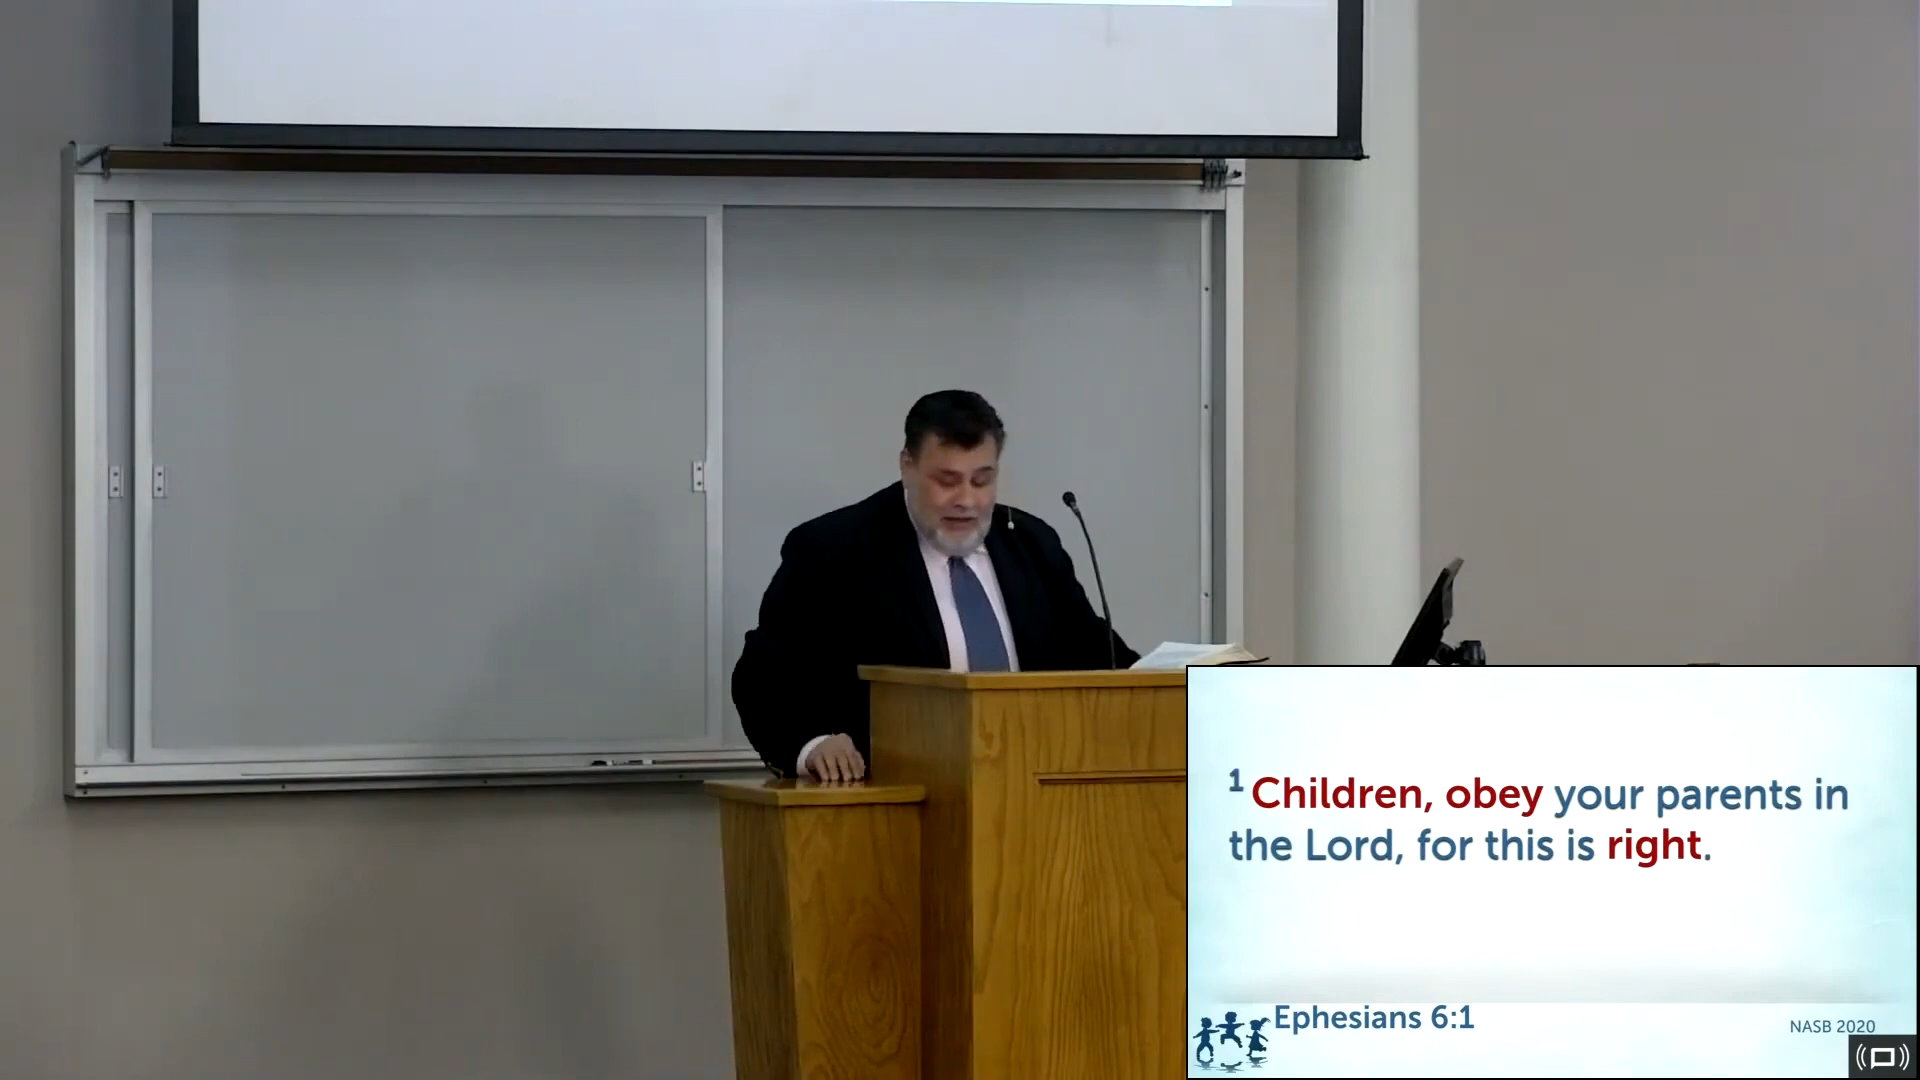 ¹ Children, obey your parents in
the Lord, for this is right.
Ephesians 6:1
NASB 2020